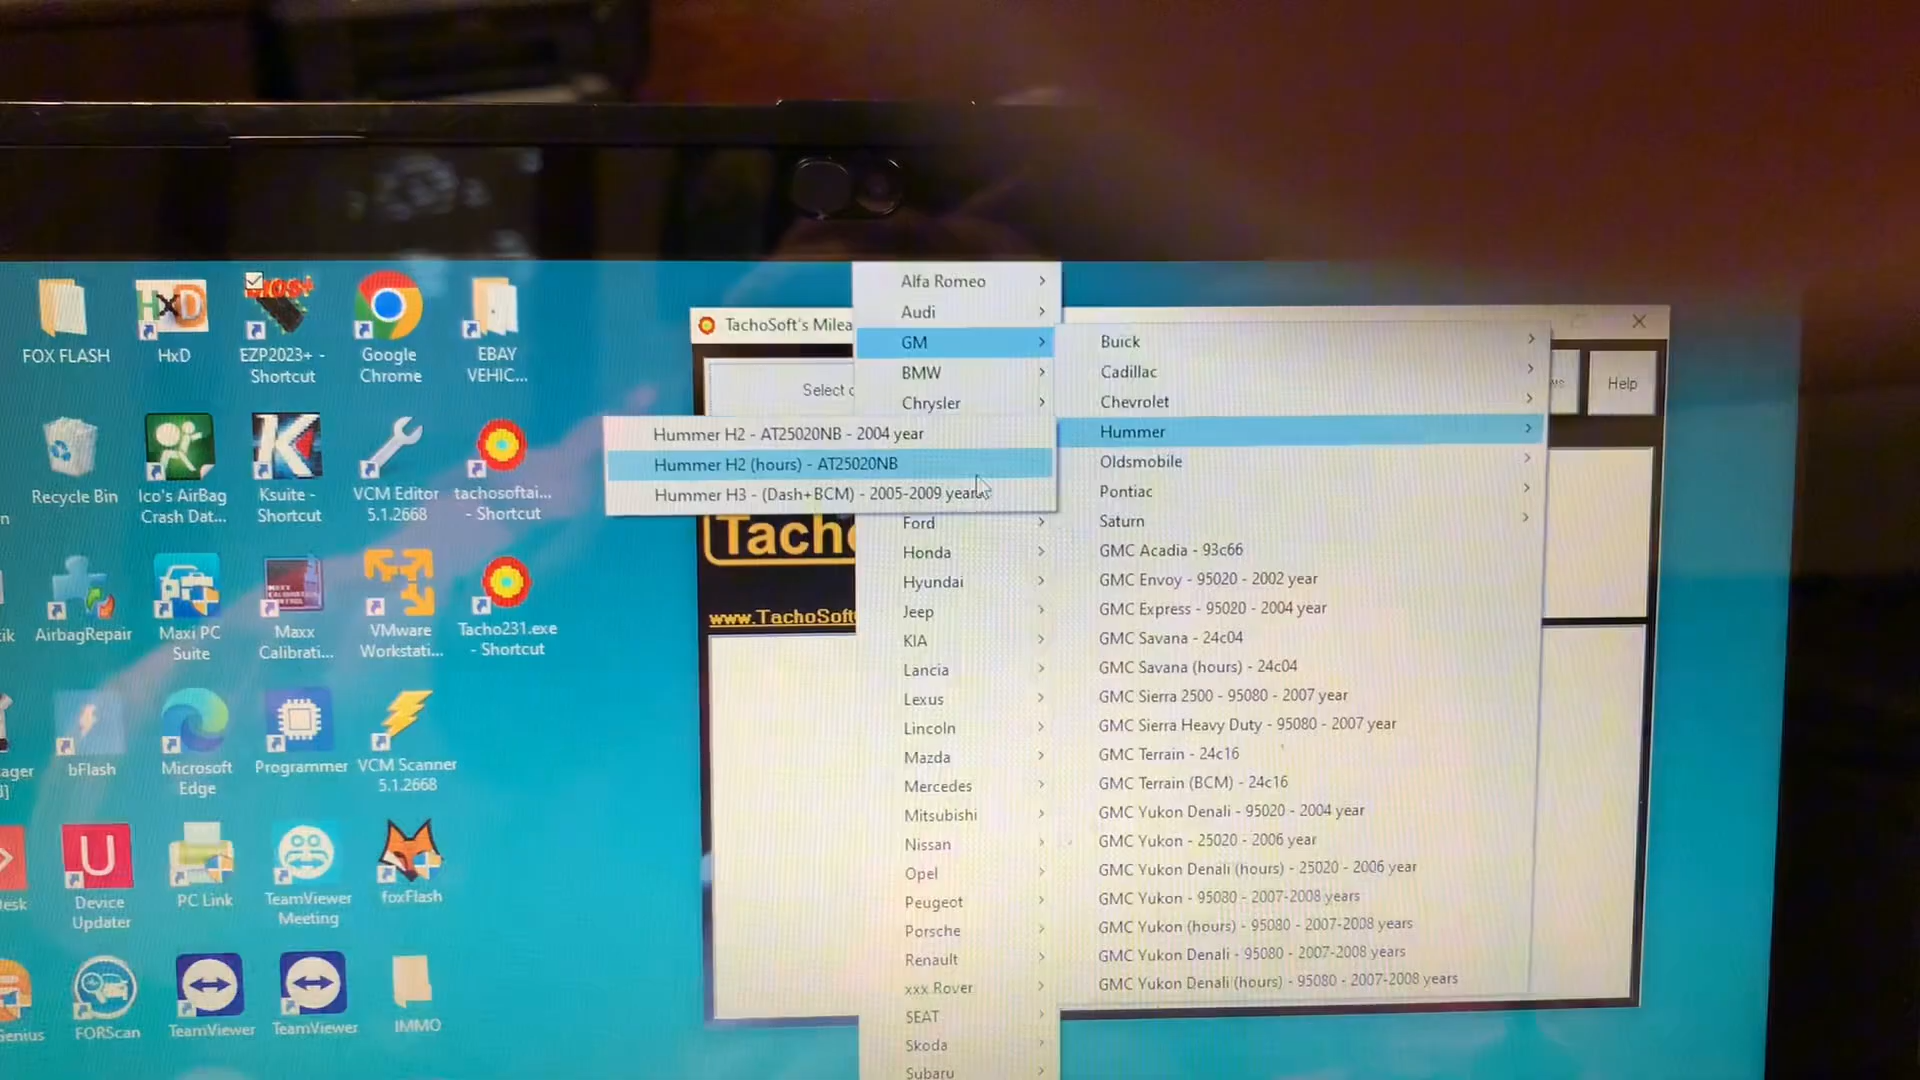 FOX FLASH
HxD
HxD
EZP2023+ -
Shortcut
Google
Chrome
EBAY
VEHIC...
Recycle Bin
Ico's AirBag
Crash Dat...
K
Ksuite -
Shortcut
VCM Editor
5.1.2668
tachosoftai...
- Shortcut
AirbagRepair
Maxi PC
Suite
Maxx
Calibrati...
VMware
Workstati...
Tacho231.exe
- Shortcut
bFlash
Microsoft
Edge
Programmer
VCM Scanner
5.1.2668
U
Device
Updater
PC Link
TeamViewer
Meeting
foxFlash
FORScan
TeamViewer
TeamViewer
IMMO
TachoSoft's Milea
Select
Help
www.TachoSoft
Alfa Romeo
Audi
GM
BMW
Chrysler
Ford
Honda
Hyundai
Jeep
KIA
Lancia
Lexus
Lincoln
Mazda
Mercedes
Mitsubishi
Nissan
Opel
Peugeot
Porsche
Renault
xxx Rover
SEAT
Skoda
Subaru
Hummer H2 - AT25020NB - 2004 year
Hummer H2 (hours) - AT25020NB
Hummer H3 - (Dash+BCM) - 2005-2009 years
Buick
Cadillac
Chevrolet
Hummer
Oldsmobile
Pontiac
Saturn
GMC Acadia - 93c66
GMC Envoy - 95020 - 2002 year
GMC Express - 95020 - 2004 year
GMC Savana - 24c04
GMC Savana (hours) - 24c04
GMC Sierra 2500 - 95080 - 2007 year
GMC Sierra Heavy Duty - 95080 - 2007 year
GMC Terrain - 24c16
GMC Terrain (BCM) - 24c16
GMC Yukon Denali - 95020 - 2004 year
GMC Yukon - 25020 - 2006 year
GMC Yukon Denali (hours) - 25020 - 2006 year
GMC Yukon - 95080 - 2007-2008 years
GMC Yukon (hours) - 95080 - 2007-2008 years
GMC Yukon Denali - 95080 - 2007-2008 years
GMC Yukon Denali (hours) - 95080 - 2007-2008 years